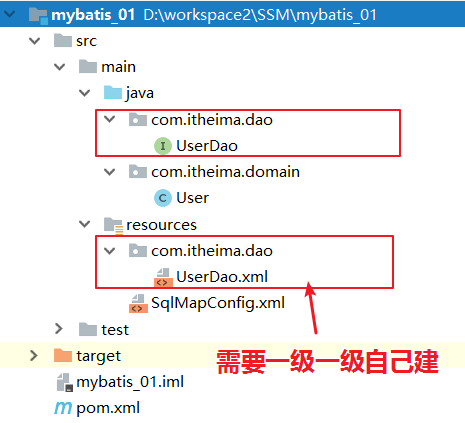 mybatis_01 D:\workspace2\SSM\mybatis_01
src
main
java
com.itheima.dao
I UserDao
com.itheima.domain
C User
resources
com.itheima.dao
UserDao.xml
SqlMapConfig.xml
需要一级一级自己建
test
target
mybatis_01.iml
m pom.xml